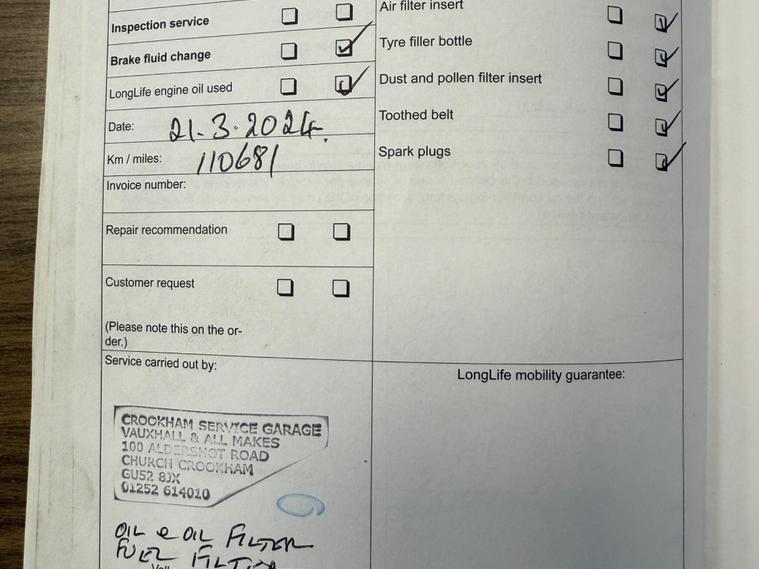 Inspection service
Brake fluid change
LongLife engine oil used
Date: 21.3.2024.
Km / miles: 110681
Invoice number:
Repair recommendation
Customer request
(Please note this on the or-
der.)
Service carried out by:
CROOKHAM SERVICE GARAGE
VAUXHALL & ALL MAKES
100 ALDERSHOT ROAD
CHURCH CROOKHAM
GU52 8JX
01252 614010
OIL & OIL FILTER
FUEL FILTER
Air filter insert
Tyre filler bottle
Dust and pollen filter insert
Toothed belt
Spark plugs
LongLife mobility guarantee: